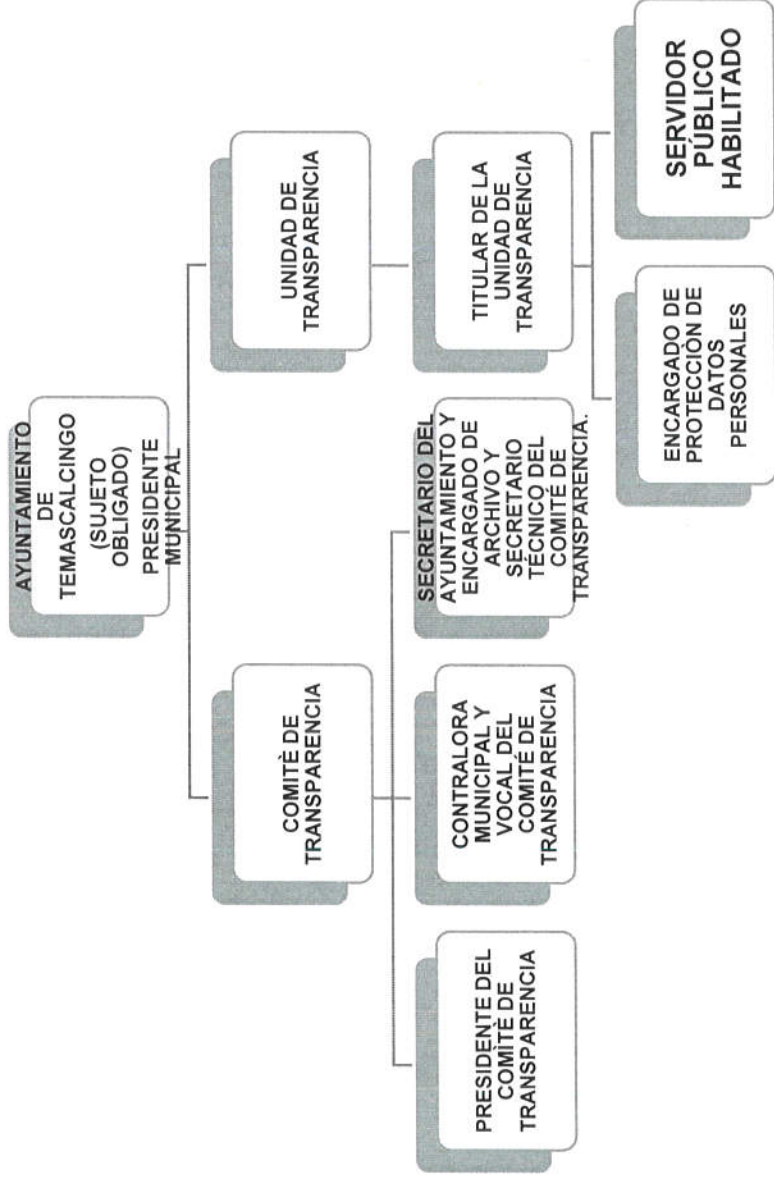 AYUNTAMIENTO
DE
TEMASCALCINGO
(SUJETO
OBLIGADO)
PRESIDENTE
MUNICIPAL
COMITÈ DE
TRANSPARENCIA
UNIDAD DE
TRANSPARENCIA
PRESIDENTE DEL
COMÌTÈ DE
TRANSPARENCIA
CONTRALORA
MUNICIPAL Y
VOCAL DEL
COMITÉ DE
TRANSPARENCIA
SECRETARIO DEL
AYUNTAMIENTO Y
ENCARGADO DE
ARCHIVO Y
SECRETARIO
TÉCNICO DEL
COMITÉ DE
TRANSPARENCIA.
TITULAR DE LA
UNIDAD DE
TRANSPARENCIA
ENCARGADO DE
PROTECCIÒN DE
DATOS
PERSONALES
SERVIDOR
PÚBLICO
HABILITADO